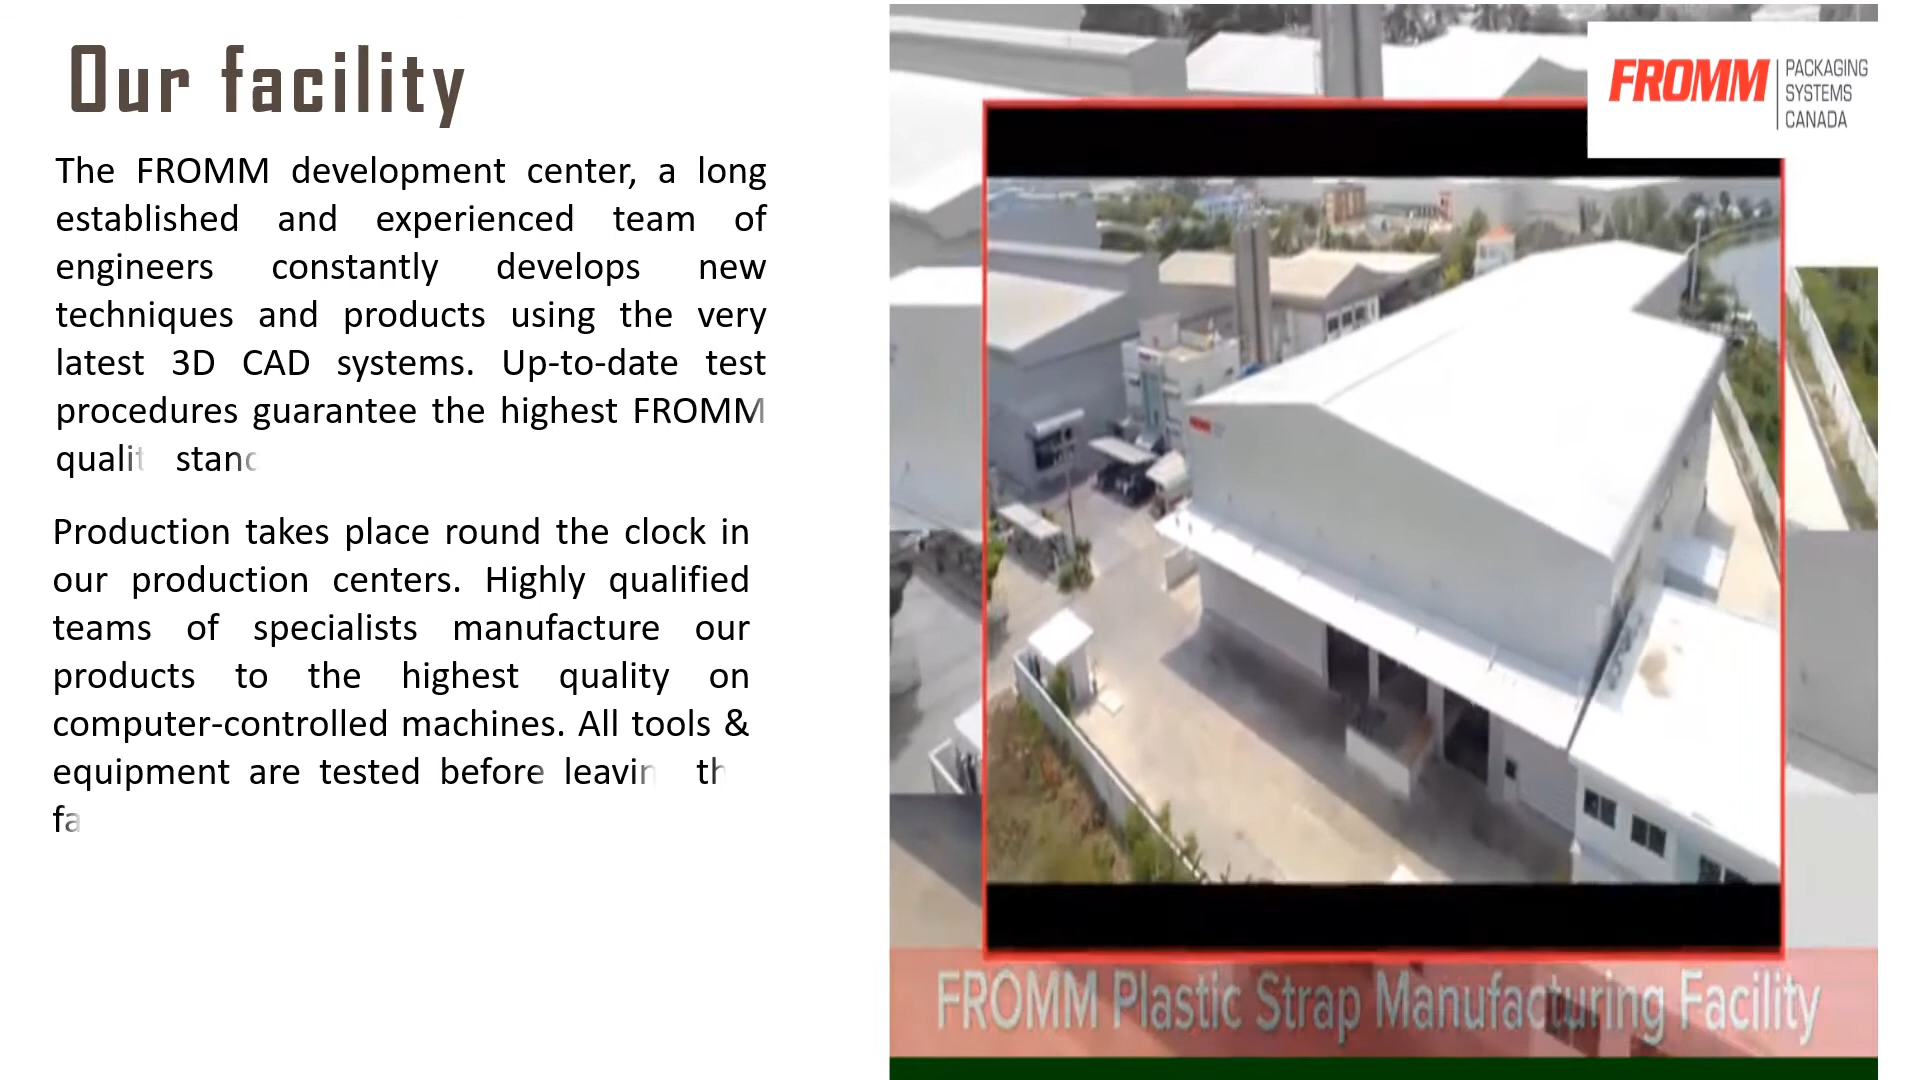 Our facility
The FROMM development center, a long
established and experienced team of
engineers constantly develops new
techniques and products using the very
latest 3D CAD systems. Up-to-date test
procedures guarantee the highest FROMM
Production takes place round the clock in
our production centers. Highly qualified
teams of specialists manufacture our
products to the highest quality on
computer-controlled machines. All tools &
equipment are tested before
FROMM
PACKAGING
SYSTEMS
CANADA
FROMM Plastic Strap Manufacturing Facility